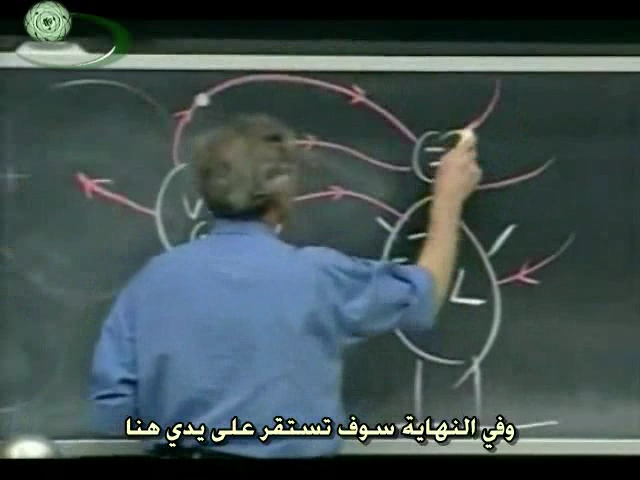 L
وفي النهاية سوف تستقر على يدي هنا